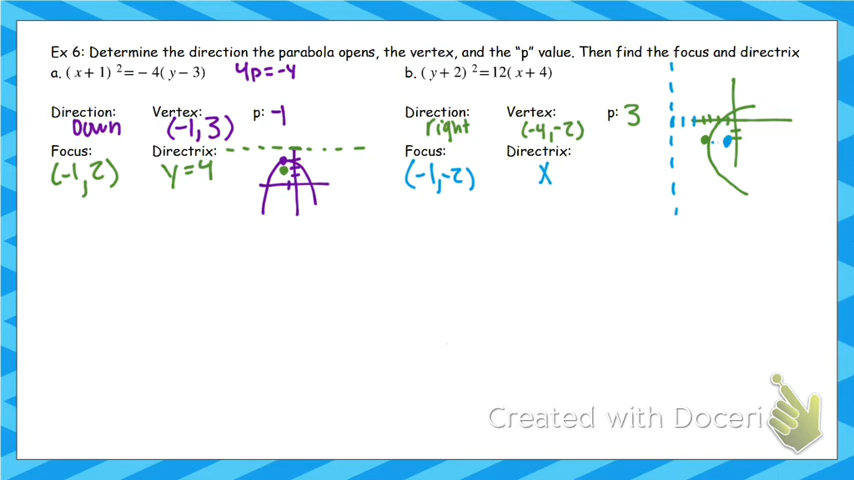 Ex 6: Determine the direction the parabola opens, the vertex, and the "p" value. Then find the focus and directrix
a. ( x + 1) ² = – 4( y – 3) 4p=-4
b. ( y + 2) ² = 12( x + 4)
Direction: Vertex: p: -1
Down (-1, 3)
Focus: Directrix:
(-1, 2) y=4
Direction: Vertex: p: 3
right (-4,-2)
Focus: Directrix:
(-1,-2) X
Created with Doceri